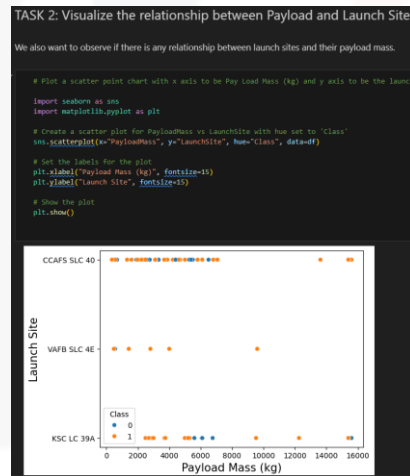 TASK 2: Visualize the relationship between Payload and Launch Site
We also want to observe if there is any relationship between launch sites and their payload mass.
# Plot a scatter point chart with x axis to be Pay Load Mass (kg) and y axis to be the launc
import seaborn as sns
import matplotlib.pyplot as plt
# Create a scatter plot for PayloadMass vs LaunchSite with hue set to 'Class'
sns.scatterplot(x="PayloadMass", y="LaunchSite", hue="Class", data=df)
# Set the labels for the plot
plt.xlabel("Payload Mass (kg)", fontsize=15)
plt.ylabel("Launch Site", fontsize=15)
# Show the plot
plt.show()
CCAFS SLC 40
VAFB SLC 4E
KSC LC 39A
Launch Site
Class
0
1
0 2000 4000 6000 8000 10000 12000 14000 16000
Payload Mass (kg)